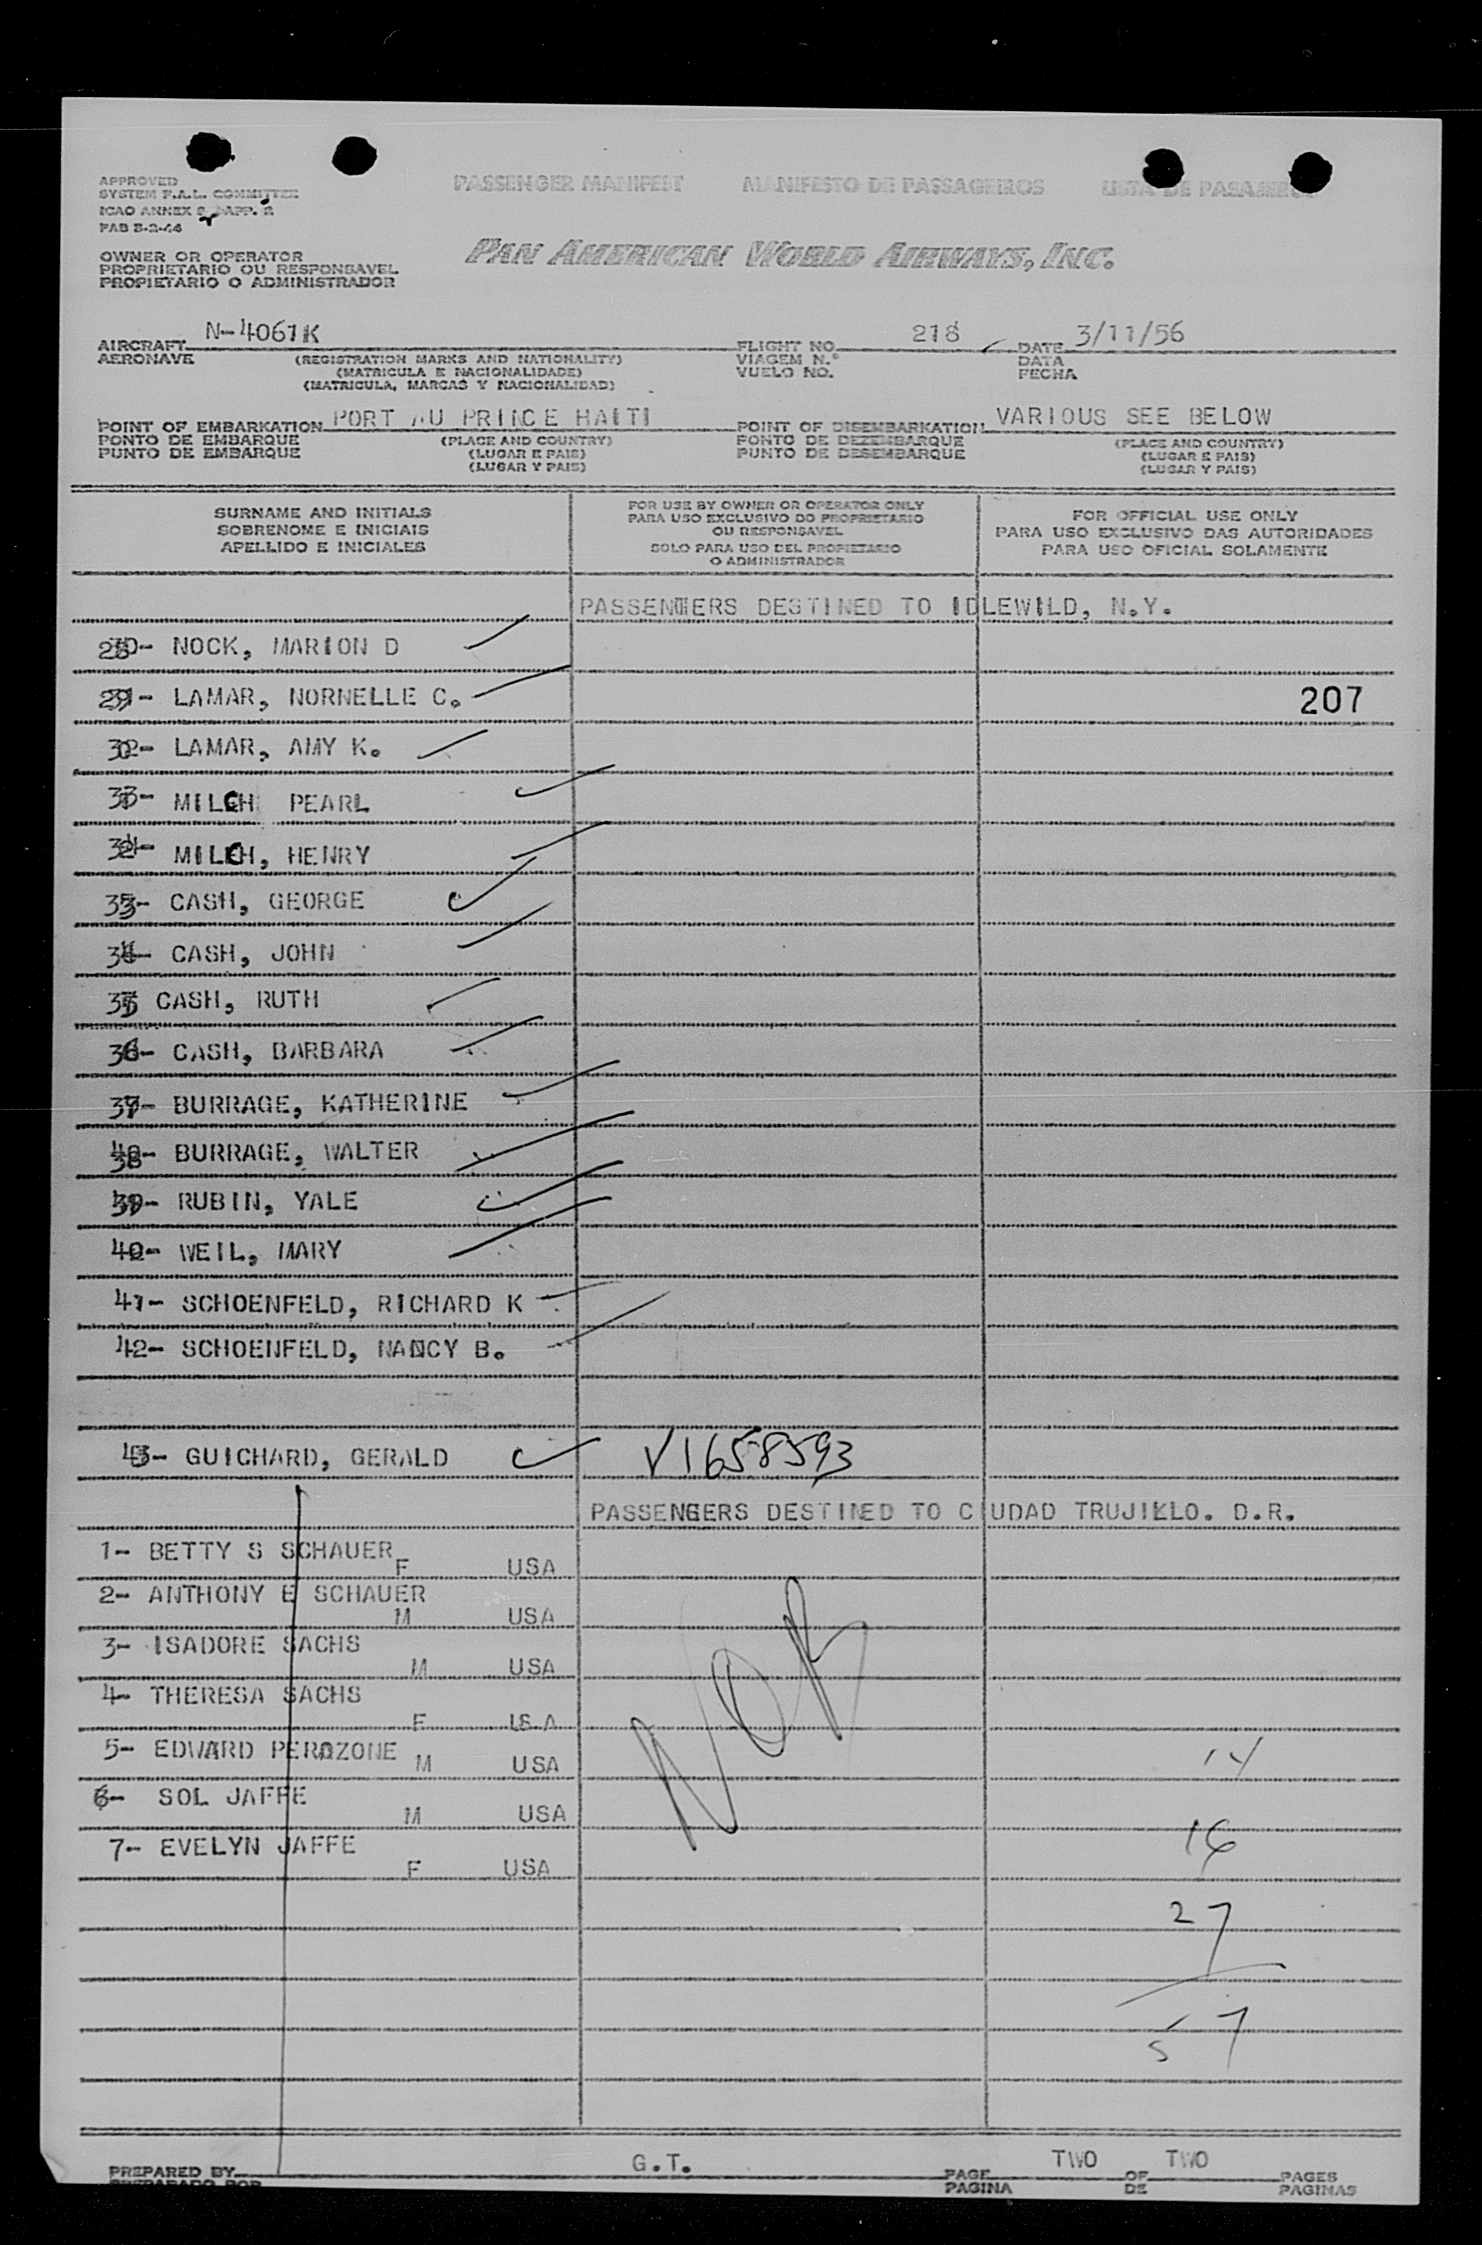 APPROVED
SYSTEM F.A.L. COMMITTEE
ICAO ANNEX 9, APP. 2
PAB 5-2-44
PASSENGER MANIFEST MANIFESTO DE PASSAGEIROS LISTA DE PASAJEROS
OWNER OR OPERATOR
PROPRIETARIO OU RESPONSAVEL
PROPIETARIO O ADMINISTRADOR
PAN AMERICAN WORLD AIRWAYS, INC.
AIRCRAFT N-4061K FLIGHT NO. 218 DATE 3/11/56
AERONAVE (REGISTRATION MARKS AND NATIONALITY) VIAGEM N.° DATA
(MATRICULA E NACIONALIDADE) VUELO NO. FECHA
(MATRICULA, MARCAS Y NACIONALIDAD)
POINT OF EMBARKATION PORT AU PRINCE HAITI POINT OF DISEMBARKATION VARIOUS SEE BELOW
PONTO DE EMBARQUE (PLACE AND COUNTRY) PONTO DE DEZEMBARQUE (PLACE AND COUNTRY)
PUNTO DE EMBARQUE (LUGAR E PAIS) PUNTO DE DESEMBARQUE (LUGAR E PAIS)
(LUGAR Y PAIS) (LUGAR Y PAIS)
SURNAME AND INITIALS
SOBRENOME E INICIAIS
APELLIDO E INICIALES
FOR USE BY OWNER OR OPERATOR ONLY
PARA USO EXCLUSIVO DO PROPRIETARIO
OU RESPONSAVEL
SOLO PARA USO DEL PROPIETARIO
O ADMINISTRADOR
FOR OFFICIAL USE ONLY
PARA USO EXCLUSIVO DAS AUTORIDADES
PARA USO OFICIAL SOLAMENTE
PASSENGERS DESTINED TO IDLEWILD, N.Y.
NOCK, MARION D
LAMAR, NORNELLE C. 207
LAMAR, AMY K.
MILCH PEARL
MILCH, HENRY
CASH, GEORGE
CASH, JOHN
CASH, RUTH
CASH, BARBARA
BURRAGE, KATHERINE
BURRAGE, WALTER
RUBIN, YALE
40- WEIL, MARY
41- SCHOENFELD, RICHARD K
42- SCHOENFELD, NANCY B.
43- GUICHARD, GERALD V1658593
PASSENGERS DESTINED TO CIUDAD TRUJILLO. D.R.
1- BETTY S SCHAUER F USA
2- ANTHONY E SCHAUER M USA
3- ISADORE SACHS M USA
4- THERESA SACHS F USA
5- EDWARD PEROZONE M USA
14
6- SOL JAFFE M USA
16
7- EVELYN JAFFE F USA
27
57
PREPARED BY G.T. PAGE TWO OF TWO PAGES
PREPARADO POR PAGINA DE PAGINAS